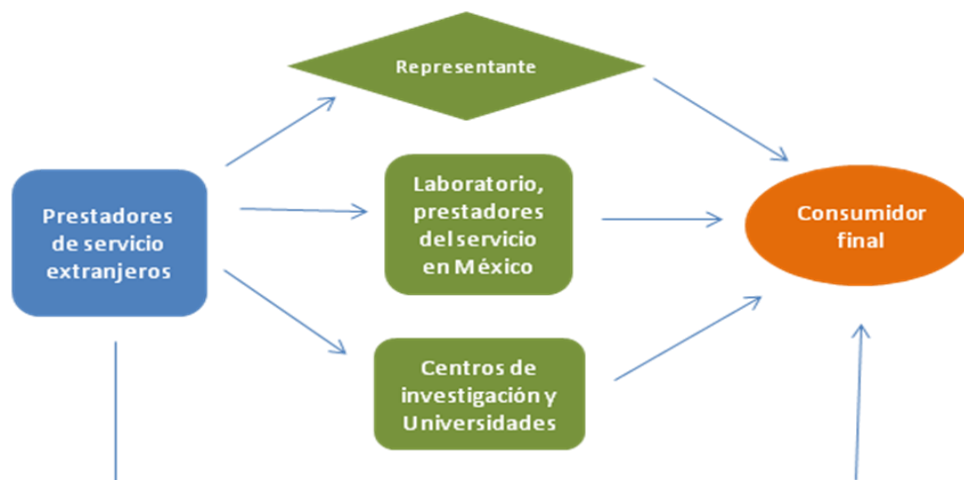 Representante
Prestadores
de servicio
extranjeros
Laboratorio,
prestadores
del servicio
en México
Centros de
investigación y
Universidades
Consumidor
final